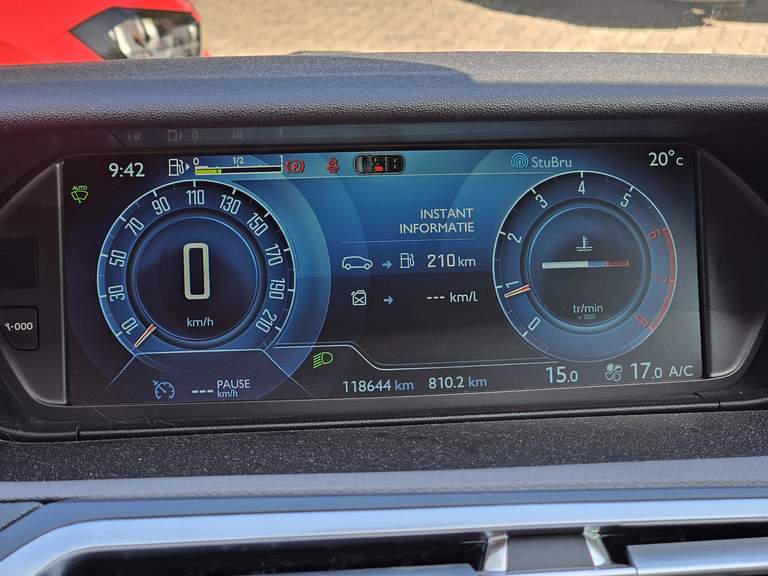 9:42
0 1/2
StuBru
20°c
AUTO
10 30 50 70 90 110 130 150 170 190 210
0
km/h
INSTANT
INFORMATIE
210 km
--- km/L
0 1 2 3 4 5 6 7 8
tr/min
x 1000
--- PAUSE
km/h
118644 km 810.2 km
15.0 17.0 A/C
-000